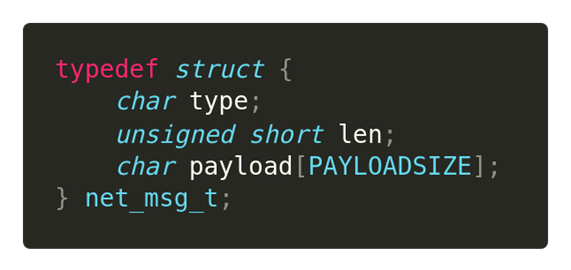 typedef struct {
    char type;
    unsigned short len;
    char payload[PAYLOADSIZE];
} net_msg_t;